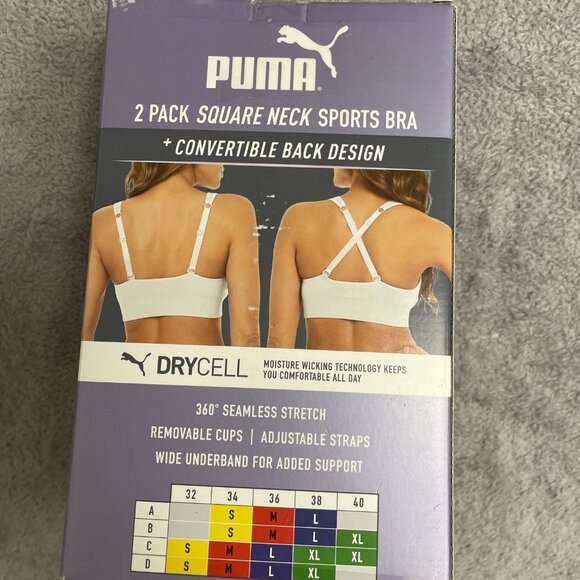 PUMA®
2 PACK SQUARE NECK SPORTS BRA
+ CONVERTIBLE BACK DESIGN
DRYCELL
MOISTURE WICKING TECHNOLOGY KEEPS
YOU COMFORTABLE ALL DAY
360° SEAMLESS STRETCH
REMOVABLE CUPS | ADJUSTABLE STRAPS
WIDE UNDERBAND FOR ADDED SUPPORT
32 34 36 38 40
A S M L
B S M L XL
C S M L XL XL
D S M L XL